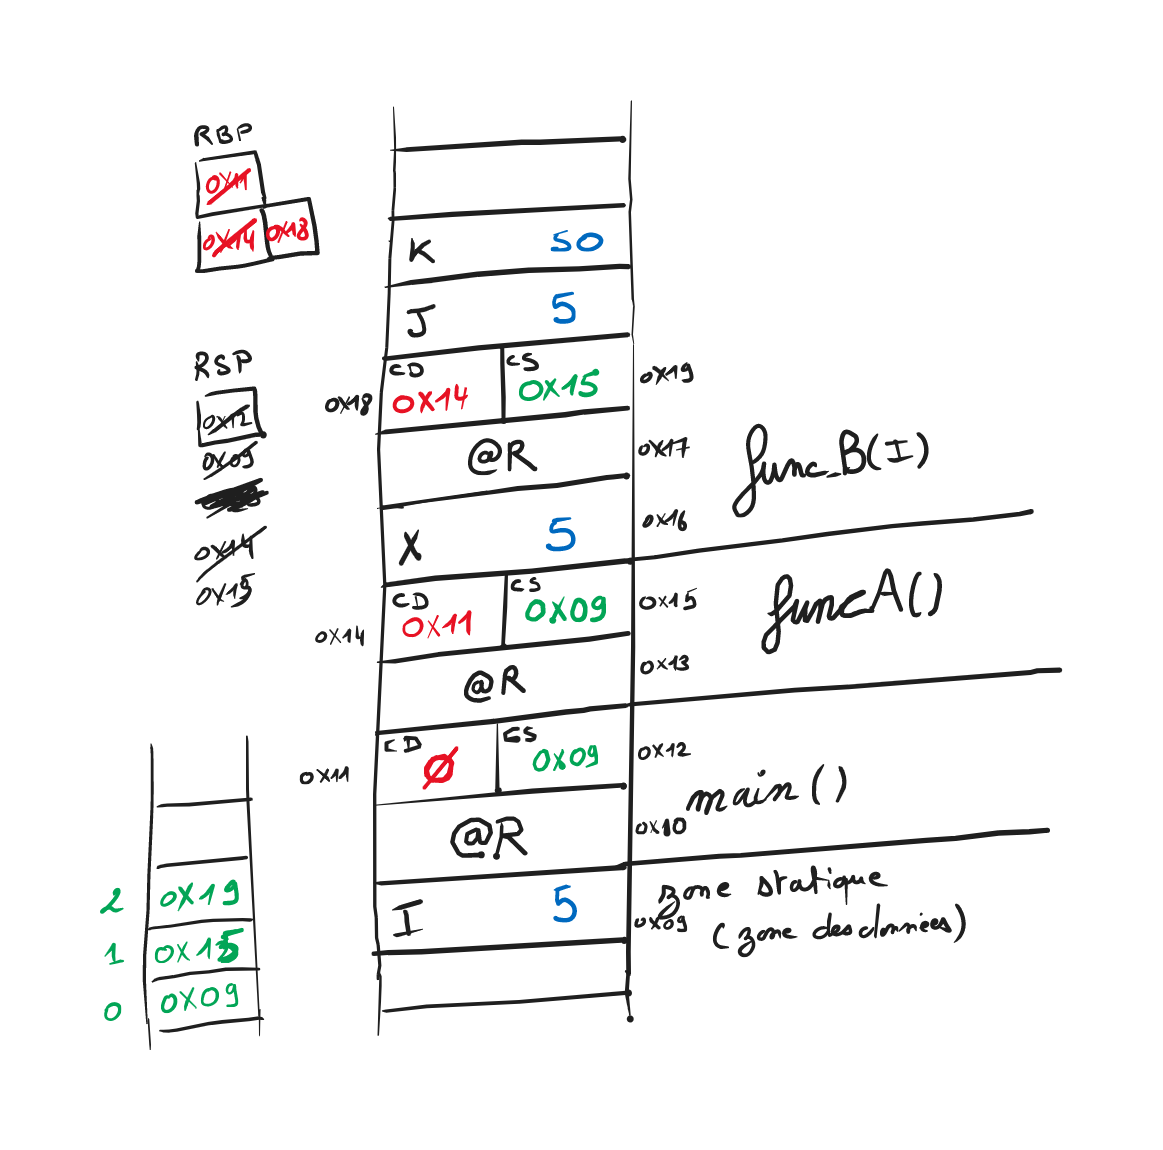 RBP
0x11
0x14 0x18
K 50
J 5
RSP
0x12
0x09
0x14
0x15
CD CS
0x18 0x14 0x15 0x19
@R 0x17
func_B(I)
X 5 0x16
CD CS
0x14 0x11 0x09 0x15
funcA()
@R 0x13
CD CS
0x11 Ø 0x09 0x12
main()
@R 0x10
I 5 0x09
zone statique
(zone des données)
2 0x19
1 0x15
0 0x09